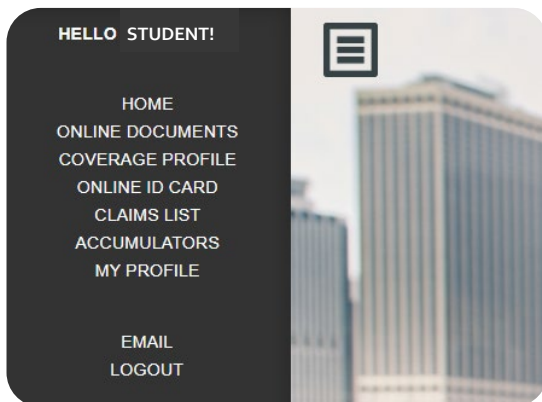 HELLO STUDENT!
HOME
ONLINE DOCUMENTS
COVERAGE PROFILE
ONLINE ID CARD
CLAIMS LIST
ACCUMULATORS
MY PROFILE
EMAIL
LOGOUT